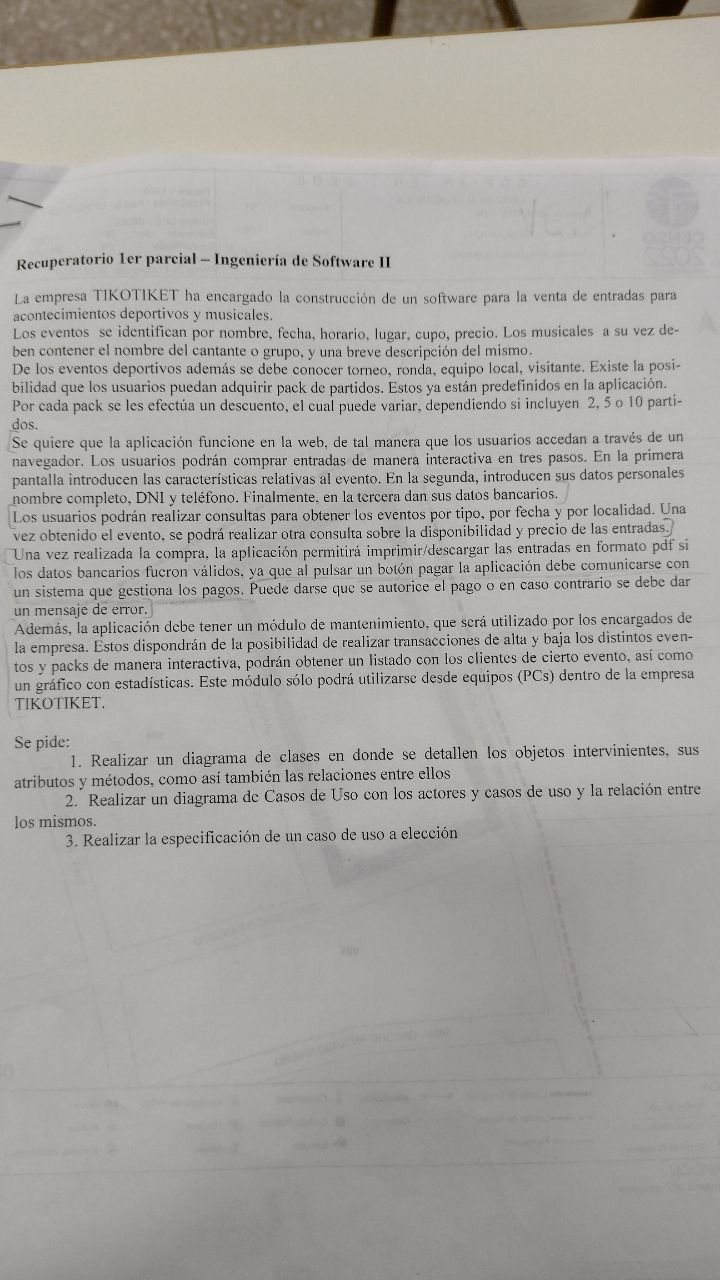 Recuperatorio 1er parcial – Ingeniería de Software II
La empresa TIKOTIKET ha encargado la construcción de un software para la venta de entradas para
acontecimientos deportivos y musicales.
Los eventos se identifican por nombre, fecha, horario, lugar, cupo, precio. Los musicales a su vez de-
ben contener el nombre del cantante o grupo, y una breve descripción del mismo.
De los eventos deportivos además se debe conocer torneo, ronda, equipo local, visitante. Existe la posi-
bilidad que los usuarios puedan adquirir pack de partidos. Estos ya están predefinidos en la aplicación.
Por cada pack se les efectúa un descuento, el cual puede variar, dependiendo si incluyen 2, 5 o 10 parti-
dos.
Se quiere que la aplicación funcione en la web, de tal manera que los usuarios accedan a través de un
navegador. Los usuarios podrán comprar entradas de manera interactiva en tres pasos. En la primera
pantalla introducen las características relativas al evento. En la segunda, introducen sus datos personales
nombre completo, DNI y teléfono. Finalmente, en la tercera dan sus datos bancarios.
Los usuarios podrán realizar consultas para obtener los eventos por tipo, por fecha y por localidad. Una
vez obtenido el evento, se podrá realizar otra consulta sobre la disponibilidad y precio de las entradas.
Una vez realizada la compra, la aplicación permitirá imprimir/descargar las entradas en formato pdf si
los datos bancarios fueron válidos, ya que al pulsar un botón pagar la aplicación debe comunicarse con
un sistema que gestiona los pagos. Puede darse que se autorice el pago o en caso contrario se debe dar
un mensaje de error.
Además, la aplicación debe tener un módulo de mantenimiento, que será utilizado por los encargados de
la empresa. Estos dispondrán de la posibilidad de realizar transacciones de alta y baja los distintos even-
tos y packs de manera interactiva, podrán obtener un listado con los clientes de cierto evento, así como
un gráfico con estadísticas. Este módulo sólo podrá utilizarse desde equipos (PCs) dentro de la empresa
TIKOTIKET.
Se pide:
1. Realizar un diagrama de clases en donde se detallen los objetos intervinientes, sus
atributos y métodos, como así también las relaciones entre ellos
2. Realizar un diagrama de Casos de Uso con los actores y casos de uso y la relación entre
los mismos.
3. Realizar la especificación de un caso de uso a elección